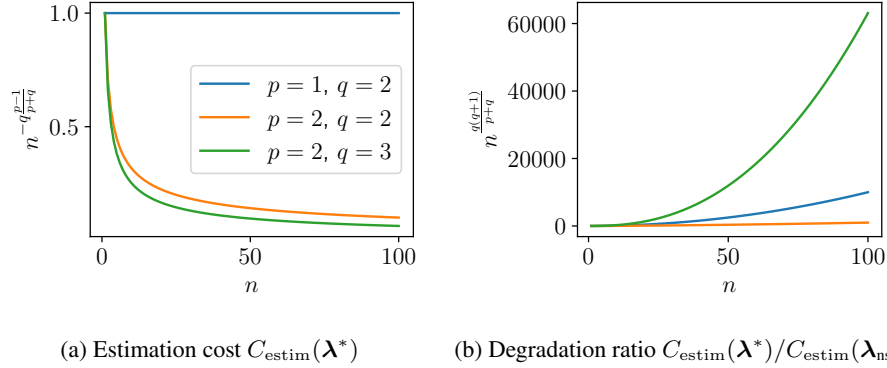 1.0
0.5
$n^{-q\frac{p-1}{p+q}}$
p = 1, q = 2
p = 2, q = 2
p = 2, q = 3
0 50 100
n
(a) Estimation cost $C_{\mathrm{estim}}(\boldsymbol{\lambda}^*)$
60000
40000
20000
0
$n^{\frac{q(q+1)}{p+q}}$
0 50 100
n
(b) Degradation ratio $C_{\mathrm{estim}}(\boldsymbol{\lambda}^*)/C_{\mathrm{estim}}(\boldsymbol{\lambda}_{\mathrm{ns}}$